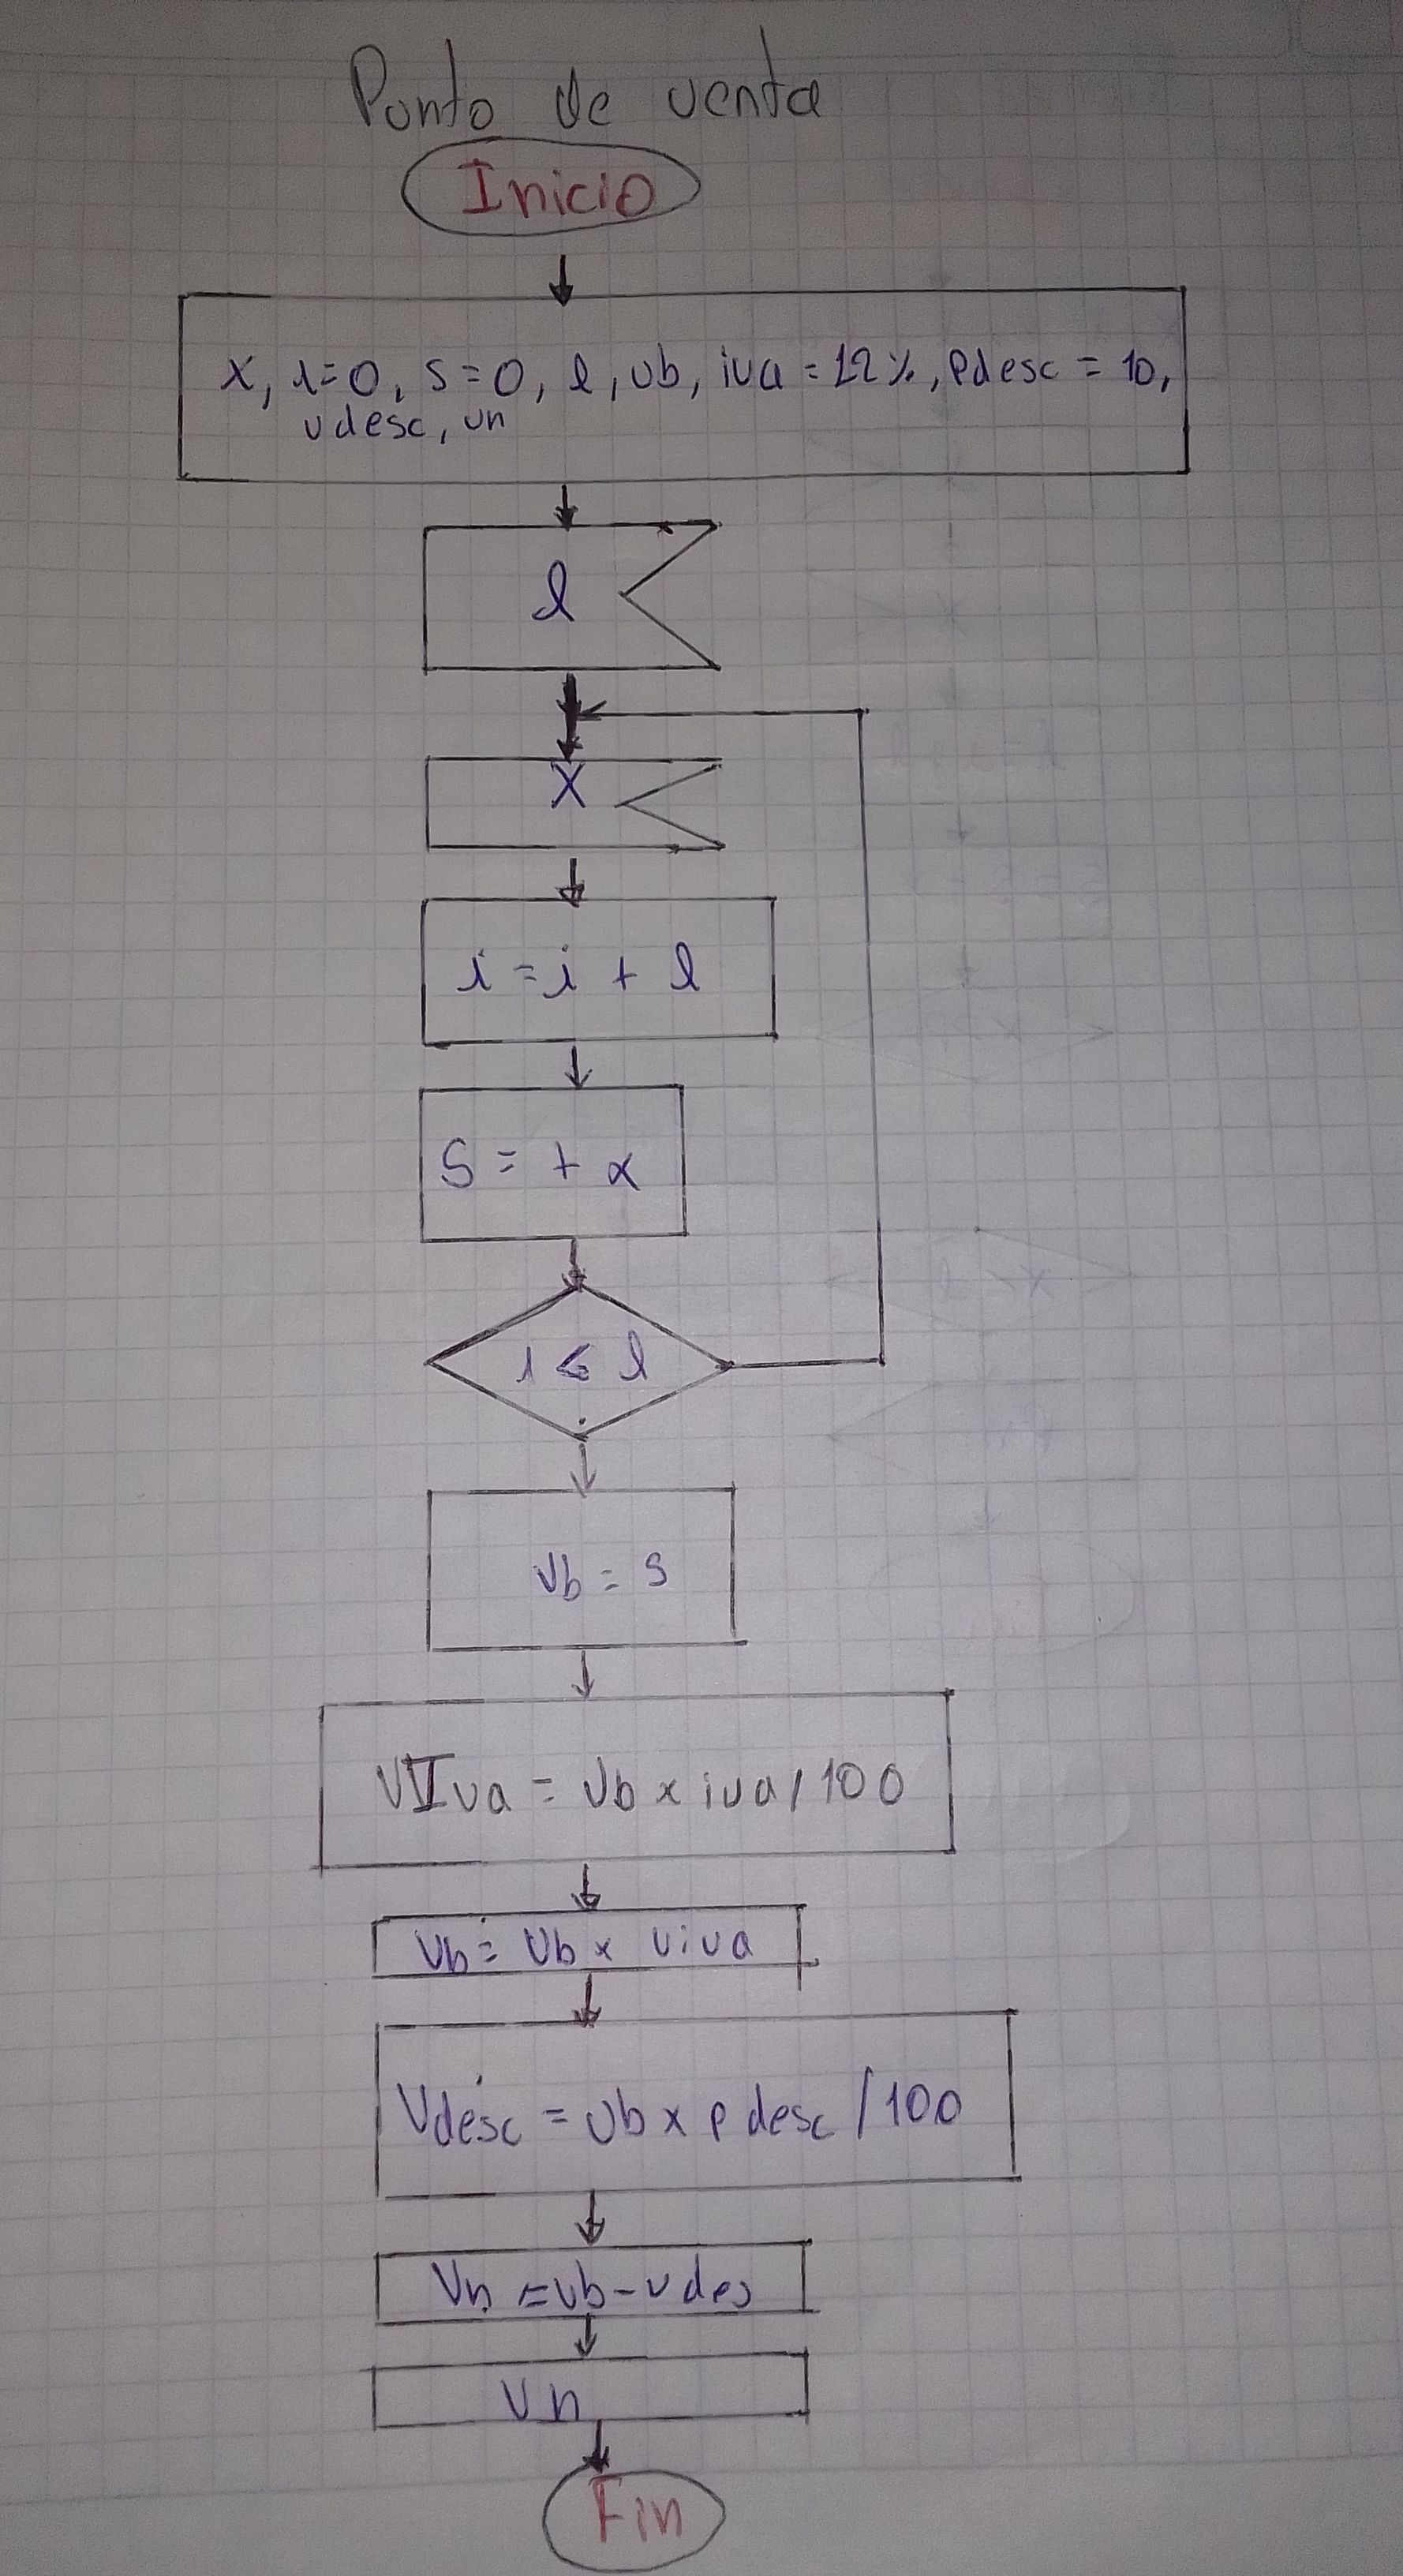 Punto de venta
Inicio
x, i=0, s=0, l, vb, iva = 12%, Pdesc = 10,
vdesc, vn
l
X
i = i + l
S = + x
i ≤ l
Vb = s
VIva = Vb x iva / 100
Vb = Vb x viva
Vdesc = Vb x p desc / 100
Vn = vb - vdes
Vn
Fin